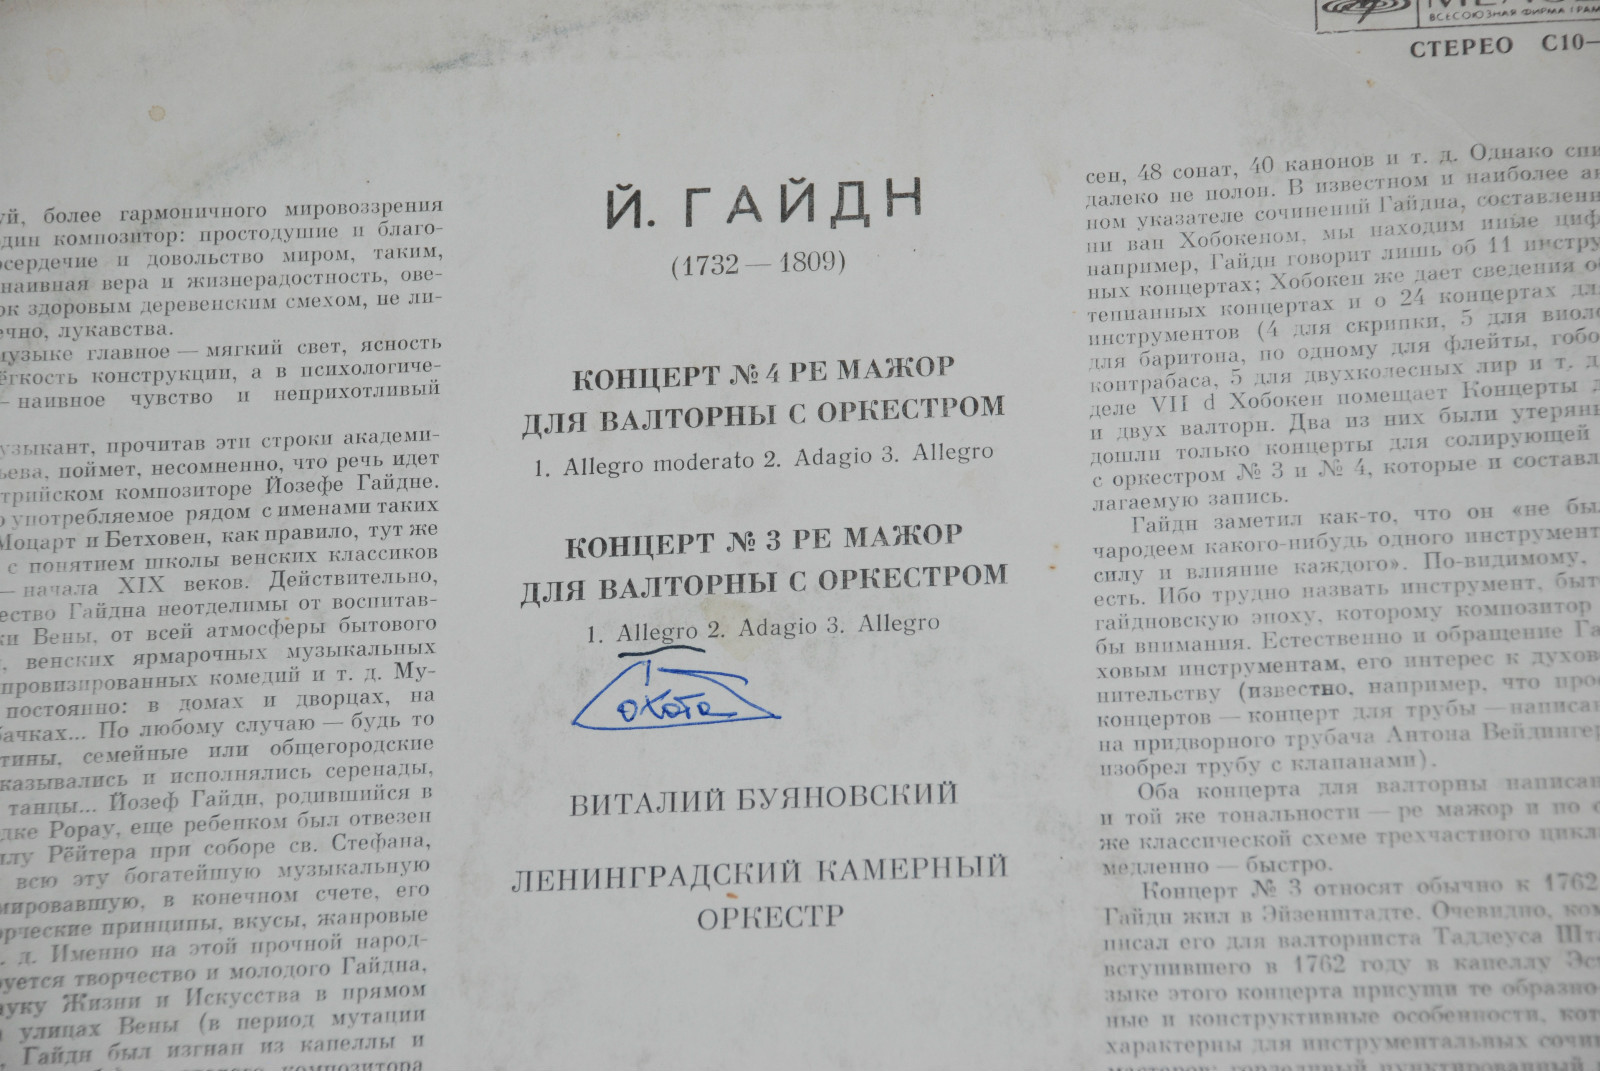 ВСЕСОЮЗНАЯ ФИРМА
СТЕРЕО С10—
Й. ГАЙДН
(1732 — 1809)
КОНЦЕРТ № 4 РЕ МАЖОР
ДЛЯ ВАЛТОРНЫ С ОРКЕСТРОМ
1. Allegro moderato 2. Adagio 3. Allegro
КОНЦЕРТ № 3 РЕ МАЖОР
ДЛЯ ВАЛТОРНЫ С ОРКЕСТРОМ
1. Allegro 2. Adagio 3. Allegro
охота
ВИТАЛИЙ БУЯНОВСКИЙ
ЛЕНИНГРАДСКИЙ КАМЕРНЫЙ
ОРКЕСТР
более гармоничного мировоззрения
композитор: простодушие и благо-
и довольство миром, таким,
наивная вера и жизнерадостность, ове-
здоровым деревенским смехом, не ли-
лукавства.
музыке главное — мягкий свет, ясность
конструкции, а в психологиче-
— наивное чувство и неприхотливый
прочитав эти строки академи-
поймет, несомненно, что речь идет
композиторе Йозефе Гайдне.
употребляемое рядом с именами таких
Моцарт и Бетховен, как правило, тут же
с понятием школы венских классиков
— начала XIX веков. Действительно,
Гайдна неотделимы от воспитав-
Вены, от всей атмосферы бытового
венских ярмарочных музыкальных
комедий и т. д. Му-
постоянно: в домах и дворцах, на
По любому случаю — будь то
семейные или общегородские
и исполнялись серенады,
танцы... Йозеф Гайдн, родившийся в
Рорау, еще ребенком был отвезен
Рёйтера при соборе св. Стефана,
всю эту богатейшую музыкальную
в конечном счете, его
принципы, вкусы, жанровые
д. Именно на этой прочной народ-
творчество и молодого Гайдна,
Жизни и Искусства в прямом
улицах Вены (в период мутации
Гайдн был изгнан из капеллы и
композитора
сен, 48 сонат, 40 канонов и т. д. Однако
далеко не полон. В известном и наиболее
ном указателе сочинений Гайдна,
ни ван Хобокеном, мы находим иные
например, Гайдн говорит лишь об 11
ных концертах; Хобокен же дает сведения
тепианных концертах и о 24 концертах
инструментов (4 для скрипки, 5 для
для баритона, по одному для флейты,
контрабаса, 5 для двухколесных лир и т.
деле VII d Хобокен помещает Концерты
и двух валторн. Два из них были
дошли только концерты для солирующей
с оркестром № 3 и № 4, которые и
лагаемую запись.
Гайдн заметил как-то, что он «не
чародеем какого-нибудь одного
силу и влияние каждого». По-видимому,
есть. Ибо трудно назвать инструмент,
гайдновскую эпоху, которому композитор
бы внимания. Естественно и обращение
ховым инструментам, его интерес к
нительству (известно, например, что
концертов — концерт для трубы —
на придворного трубача Антона
изобрел трубу с клапанами).
Оба концерта для валторны
и той же тональности — ре мажор и по
же классической схеме трехчастного
медленно — быстро.
Концерт № 3 относят обычно к 1762
Гайдн жил в Эйзенштадте. Очевидно,
писал его для валторниста Таддеуса
вступившего в 1762 году в капеллу
зыке этого концерта присущи те
ные и конструктивные особенности,
характерны для инструментальных